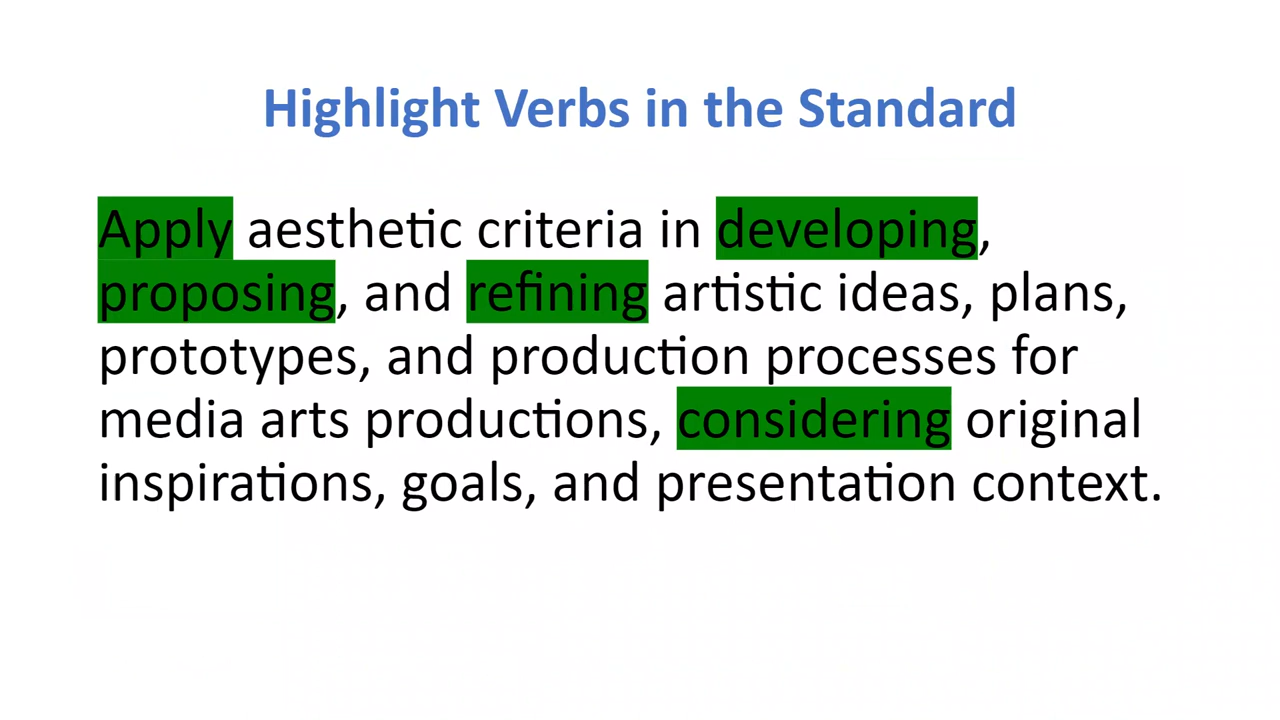 Highlight Verbs in the Standard
Apply aesthetic criteria in developing,
proposing, and refining artistic ideas, plans,
prototypes, and production processes for
media arts productions, considering original
inspirations, goals, and presentation context.